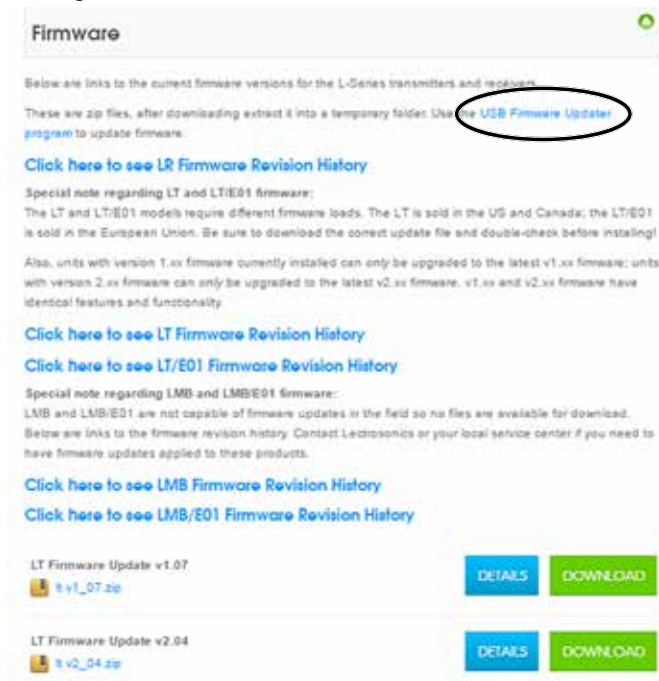 Firmware
Below are links to the current firmware versions for the L-Series transmitters and receivers.
These are zip files, after downloading extract it into a temporary folder. Use the USB Firmware Updater
program to update firmware.
Click here to see LR Firmware Revision History
Special note regarding LT and LT/E01 firmware:
The LT and LT/E01 models require different firmware loads. The LT is sold in the US and Canada; the LT/E01
is sold in the European Union. Be sure to download the correct update file and double-check before installing!
Also, units with version 1.xx firmware currently installed can only be upgraded to the latest v1.xx firmware; units
with version 2.xx firmware can only be upgraded to the latest v2.xx firmware. v1.xx and v2.xx firmware have
identical features and functionality.
Click here to see LT Firmware Revision History
Click here to see LT/E01 Firmware Revision History
Special note regarding LMB and LMB/E01 firmware:
LMB and LMB/E01 are not capable of firmware updates in the field so no files are available for download.
Below are links to the firmware revision history. Contact Lectrosonics or your local service center if you need to
have firmware updates applied to these products.
Click here to see LMB Firmware Revision History
Click here to see LMB/E01 Firmware Revision History
LT Firmware Update v1.07
DETAILS DOWNLOAD
lt v1_07.zip
LT Firmware Update v2.04
DETAILS DOWNLOAD
lt v2_04.zip